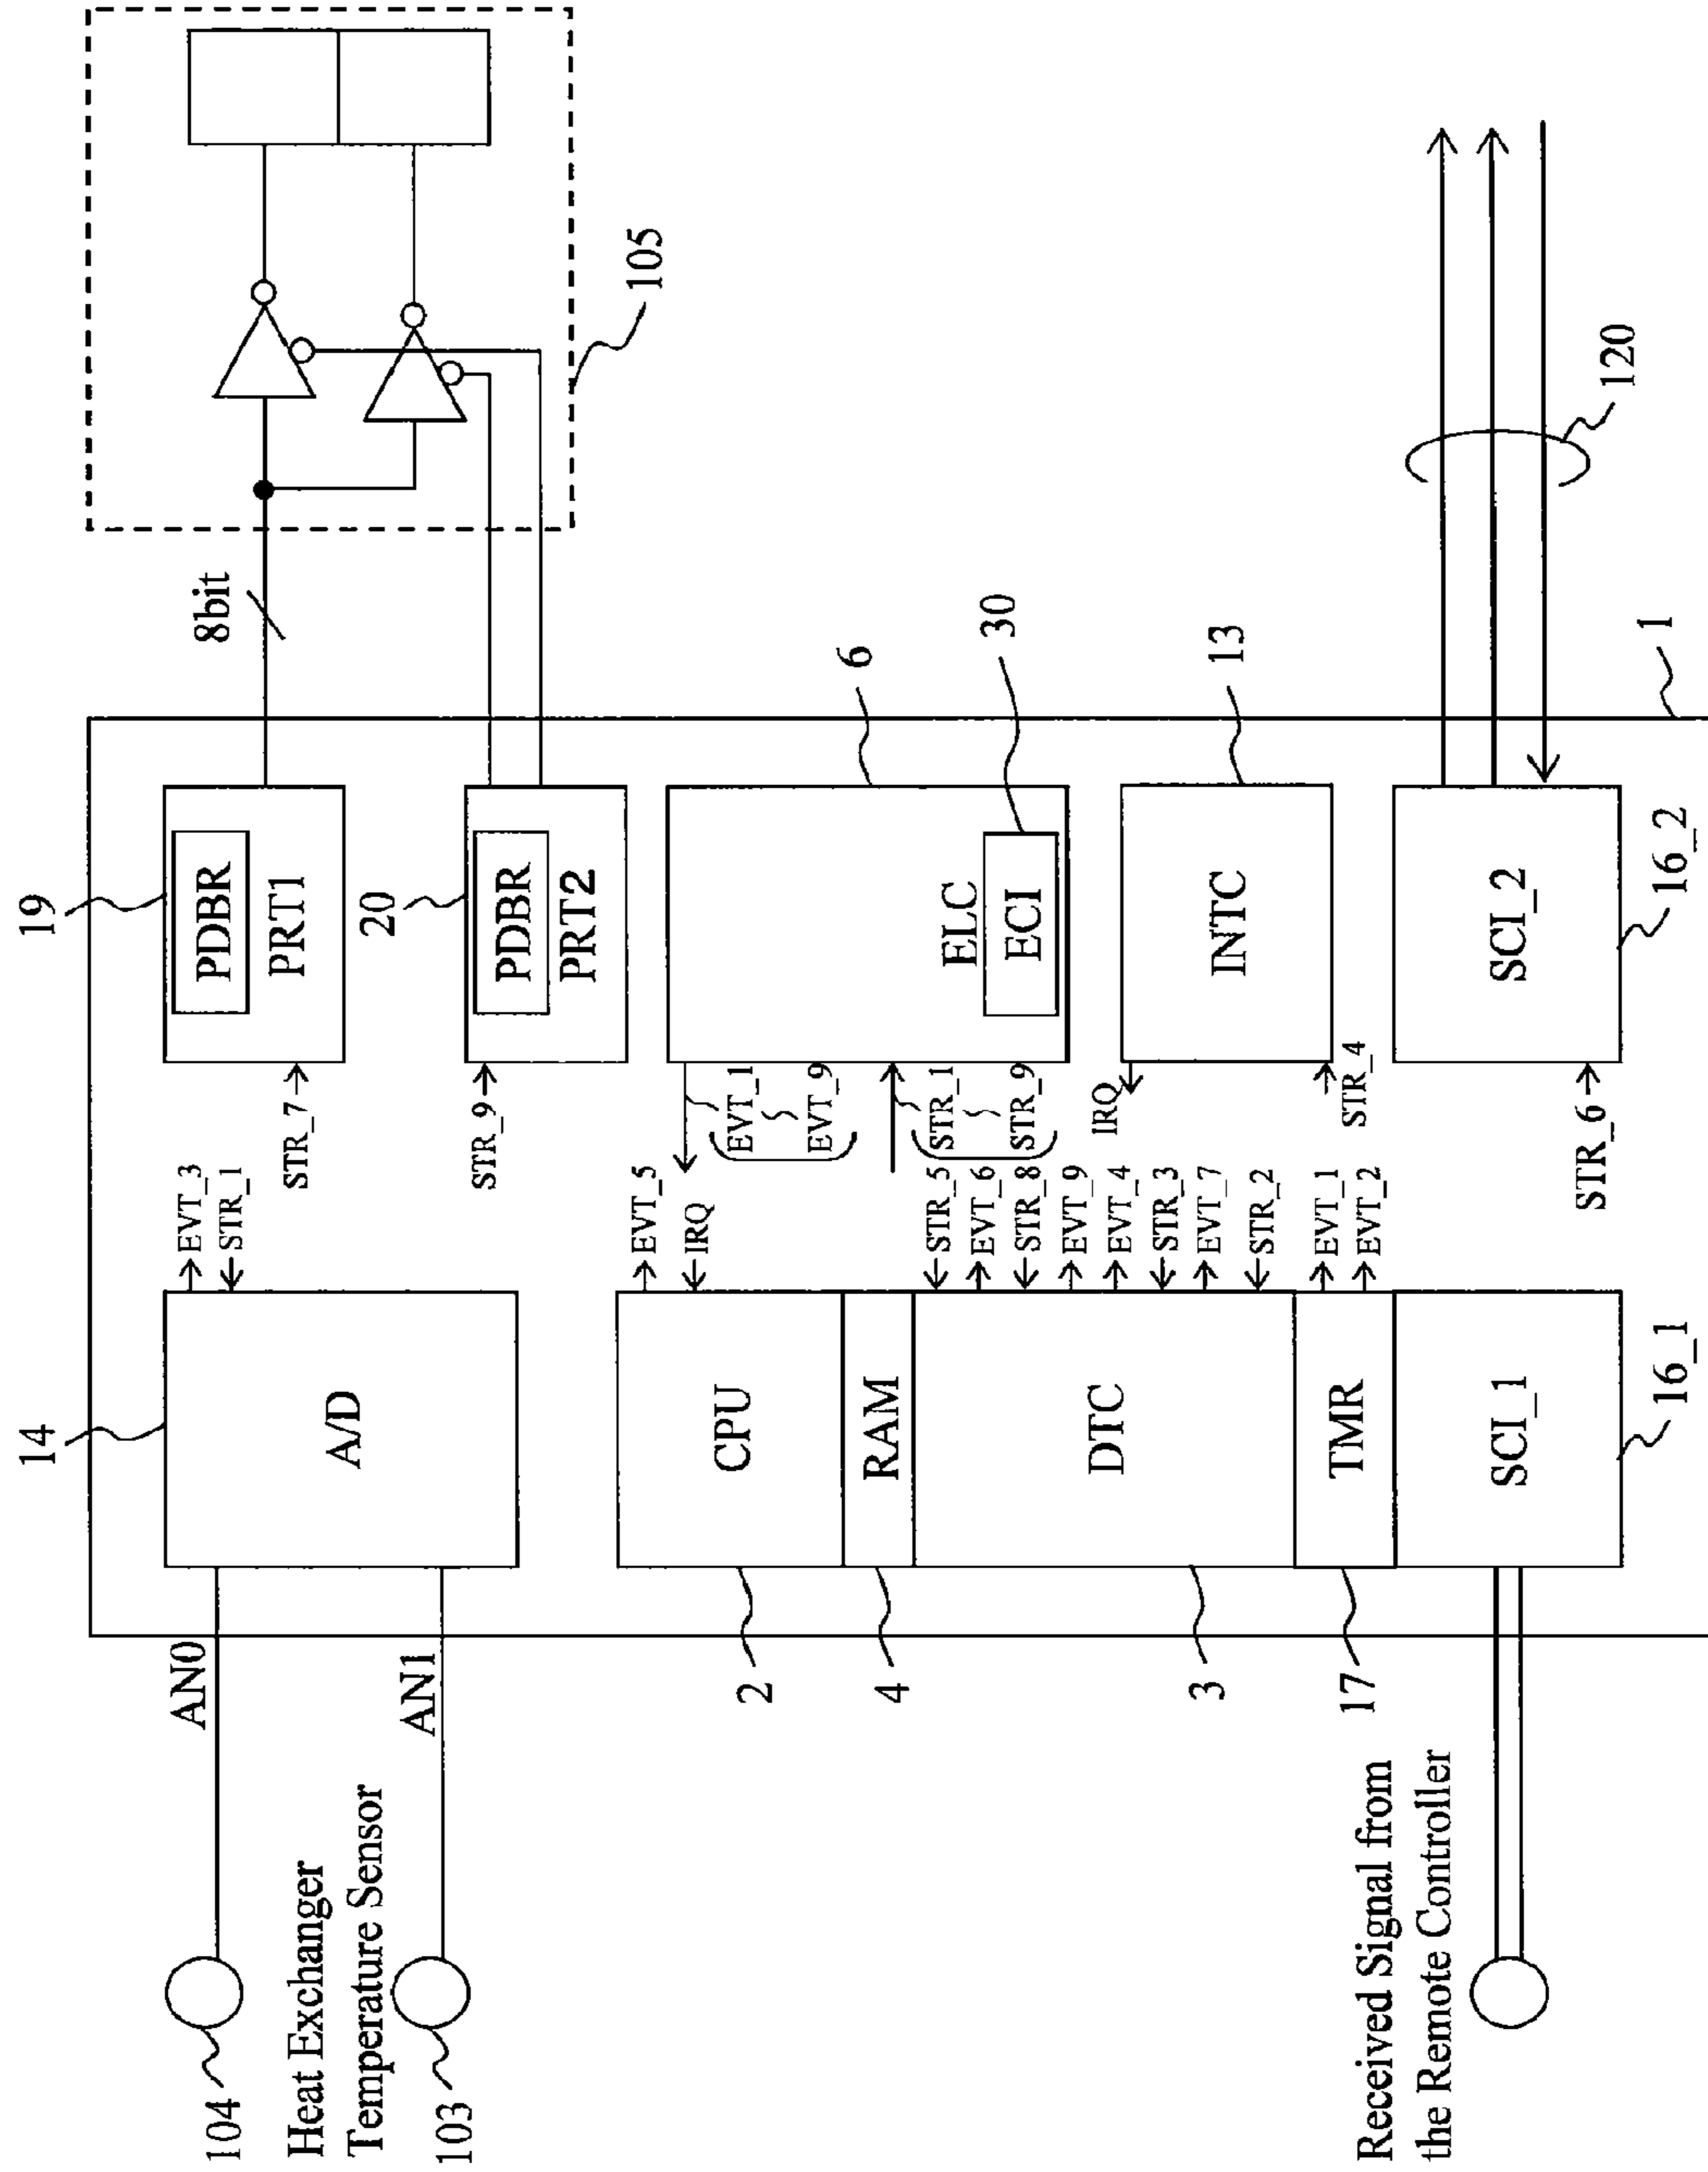 104
Heat Exchanger
Temperature Sensor
103
AN0
AN1
14
A/D
EVT_3
STR_1
STR_7
19
PDBR
PRT1
8bit
STR_9
20
PDBR
PRT2
105
2
CPU
EVT_5
IRQ
4
RAM
3
DTC
STR_5
EVT_6
STR_8
EVT_9
EVT_4
STR_3
EVT_7
STR_2
17
TMR
EVT_1
EVT_2
EVT_1
EVT_9
STR_1
STR_9
ELC
ECI
6
30
IRQ
STR_4
INTC
13
Received Signal from
the Remote Controller
SCI_1
16_1
STR_6
SCI_2
16_2
1
120